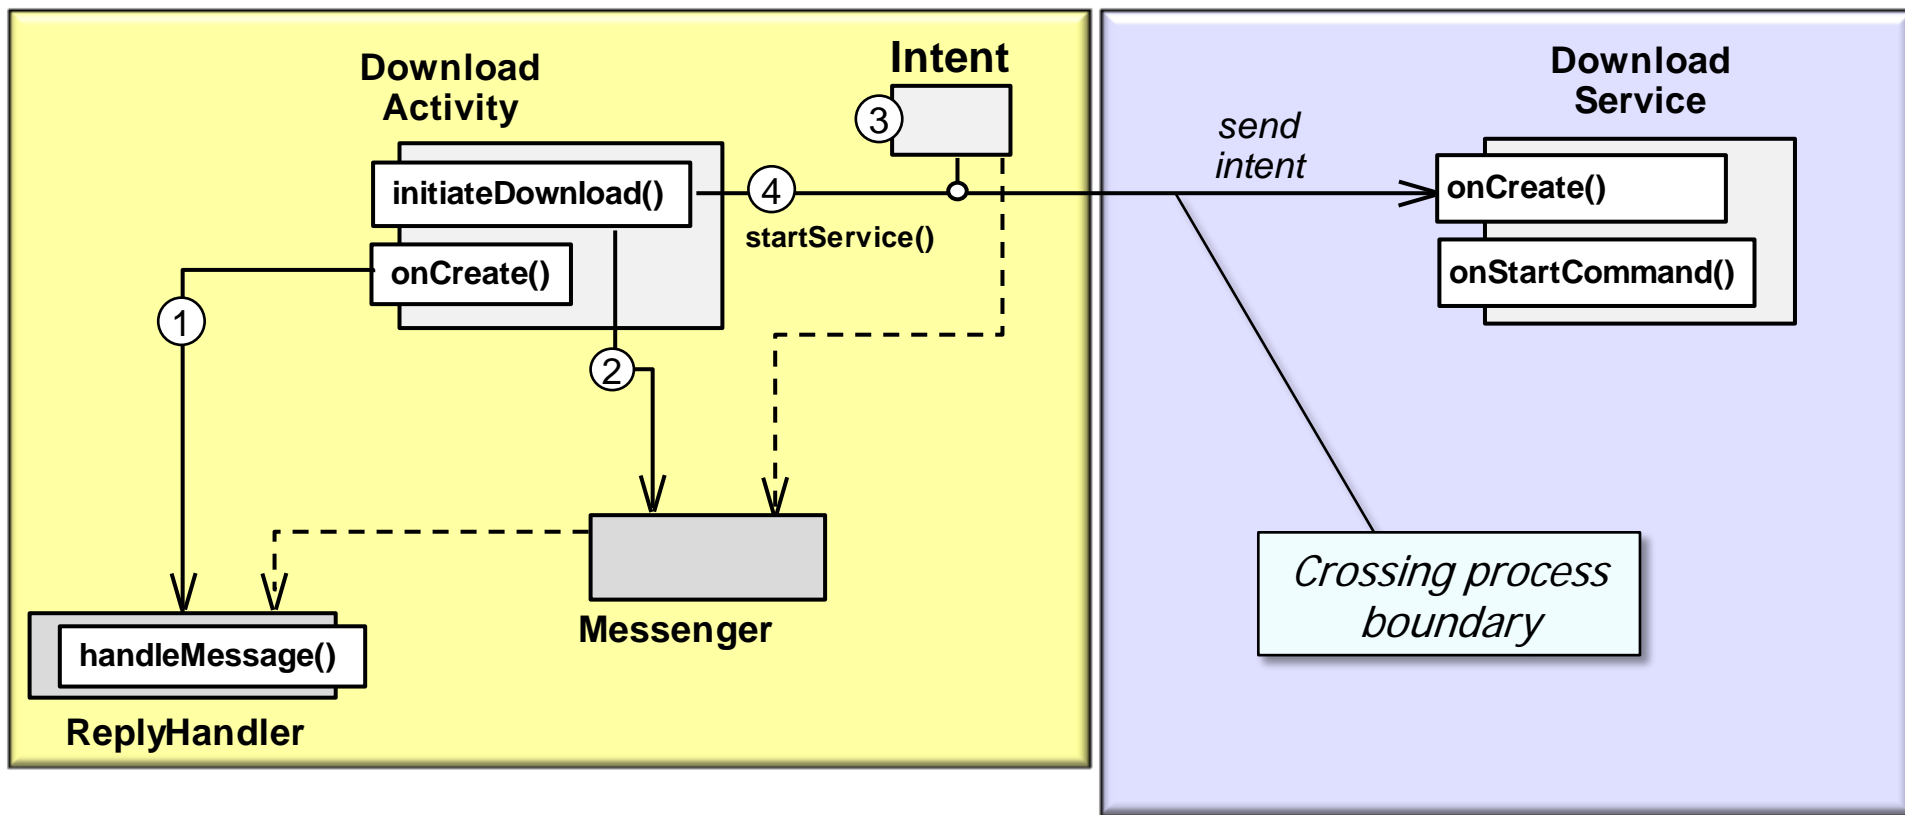 Download
Activity
Intent
3
initiateDownload()
4
startService()
onCreate()
1
2
Messenger
handleMessage()
ReplyHandler
send
intent
Download
Service
onCreate()
onStartCommand()
Crossing process
boundary